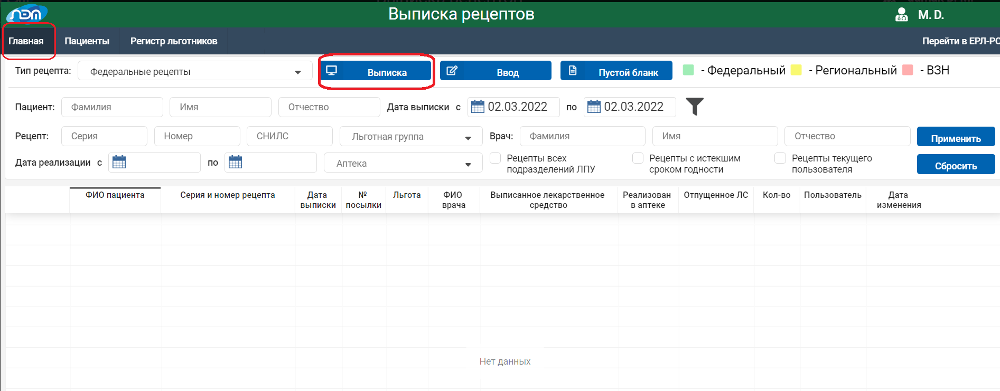 Выписка рецептов
M. D.
Главная Пациенты Регистр льготников Перейти в ЕРЛ-РС
Тип рецепта: Федеральные рецепты Выписка Ввод Пустой бланк - Федеральный - Региональный - ВЗН
Пациент: Фамилия Имя Отчество Дата выписки с 02.03.2022 по 02.03.2022
Рецепт: Серия Номер СНИЛС Льготная группа Врач: Фамилия Имя Отчество Применить
Дата реализации с по Аптека Рецепты всех подразделений ЛПУ Рецепты с истекшим сроком годности Рецепты текущего пользователя Сбросить
ФИО пациента Серия и номер рецепта Дата выписки № посылки Льгота ФИО врача Выписанное лекарственное средство Реализован в аптеке Отпущенное ЛС Кол-во Пользователь Дата изменения
Нет данных